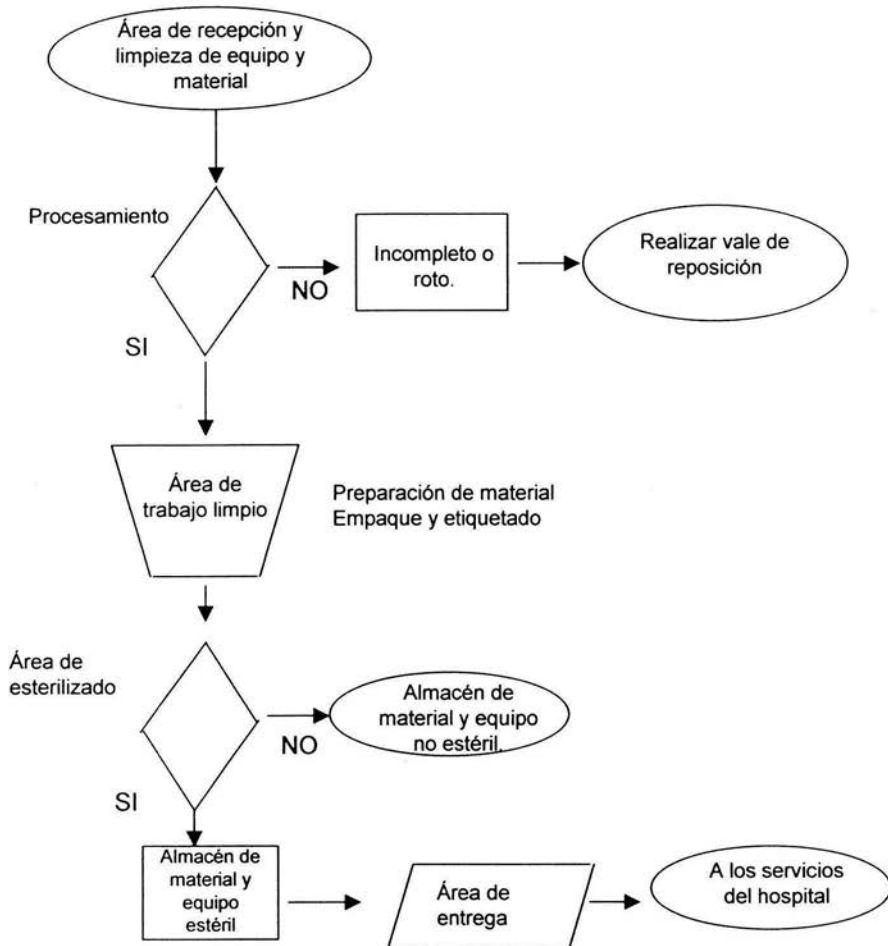 Área de recepción y
limpieza de equipo y
material
Procesamiento
NO
Incompleto o
roto.
Realizar vale de
reposición
SI
Área de
trabajo limpio
Preparación de material
Empaque y etiquetado
Área de
esterilizado
NO
Almacén de
material y equipo
no estéril.
SI
Almacén de
material y
equipo
estéril
Área de
entrega
A los servicios
del hospital